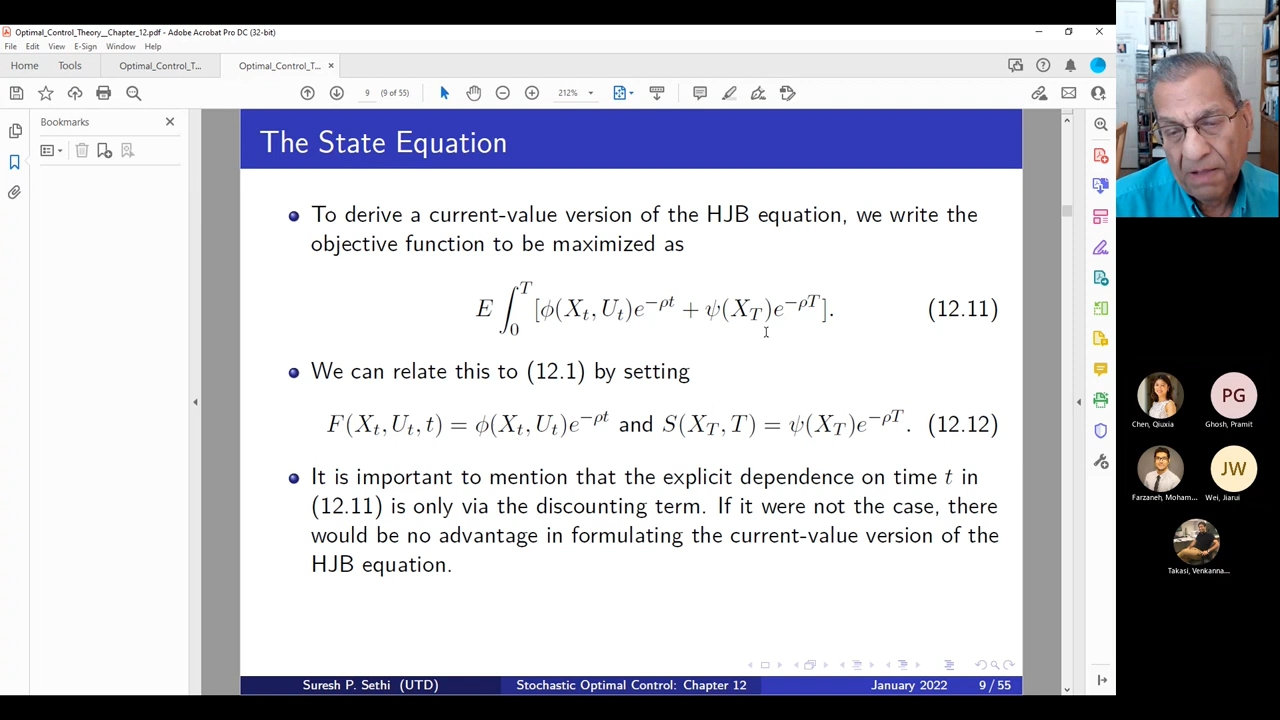 Optimal_Control_Theory__Chapter_12.pdf - Adobe Acrobat Pro DC (32-bit)
File Edit View E-Sign Window Help
Home Tools Optimal_Control_T... Optimal_Control_T... ×
9 (9 of 55) 212%
Bookmarks
The State Equation
To derive a current-value version of the HJB equation, we write the
objective function to be maximized as
E ∫₀ᵀ [ϕ(X_t, U_t)e^{−ρt} + ψ(X_T)e^{−ρT}]. (12.11)
We can relate this to (12.1) by setting
F(X_t, U_t, t) = ϕ(X_t, U_t)e^{−ρt} and S(X_T, T) = ψ(X_T)e^{−ρT}. (12.12)
It is important to mention that the explicit dependence on time t in
(12.11) is only via the discounting term. If it were not the case, there
would be no advantage in formulating the current-value version of the
HJB equation.
Suresh P. Sethi (UTD) Stochastic Optimal Control: Chapter 12 January 2022 9 / 55
Chen, Qiuxia
PG
Ghosh, Pramit
Farzaneh, Moham...
JW
Wei, Jiarui
Takasi, Venkanna...